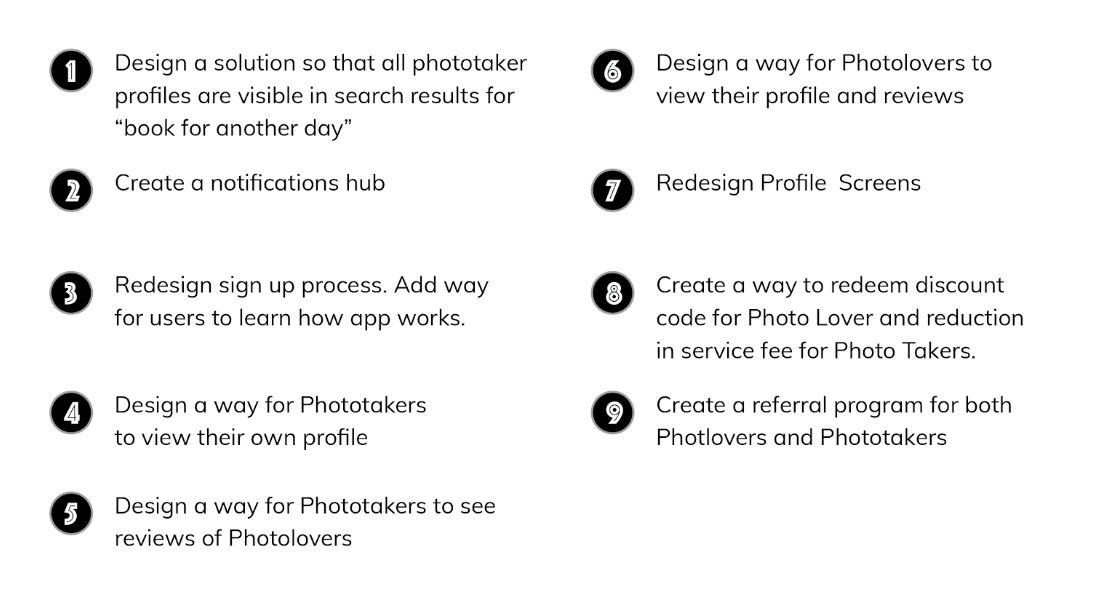 1 Design a solution so that all phototaker
profiles are visible in search results for
“book for another day”
2 Create a notifications hub
3 Redesign sign up process. Add way
for users to learn how app works.
4 Design a way for Phototakers
to view their own profile
5 Design a way for Phototakers to see
reviews of Photolovers
6 Design a way for Photolovers to
view their profile and reviews
7 Redesign Profile  Screens
8 Create a way to redeem discount
code for Photo Lover and reduction
in service fee for Photo Takers.
9 Create a referral program for both
Photlovers and Phototakers